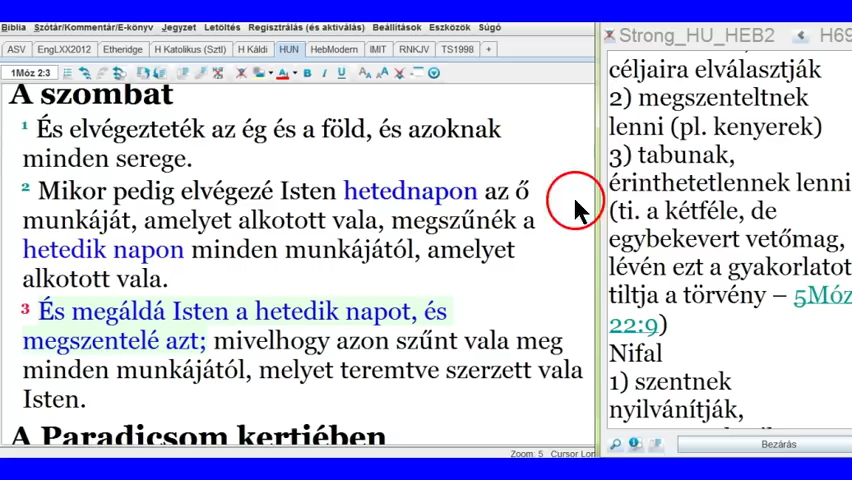 Biblia Szótár/Kommentár/E-könyv Jegyzet Letöltés Regisztrálás (és aktiválás) Beállítások Eszközök Súgó
ASV EngLXX2012 Etheridge H Katolikus (SztI) H Káldi HUN HebModern IMIT RNKJV TS1998 +
1Móz 2:3
A szombat
1 És elvégezteték az ég és a föld, és azoknak
minden serege.
2 Mikor pedig elvégezé Isten hetednapon az ő
munkáját, amelyet alkotott vala, megszűnék a
hetedik napon minden munkájától, amelyet
alkotott vala.
3 És megáldá Isten a hetedik napot, és
megszentelé azt; mivelhogy azon szűnt vala meg
minden munkájától, melyet teremtve szerzett vala
Isten.
A Paradicsom kertjében
Zoom: 5 Cursor Lon
Strong_HU_HEB2 H69
céljaira elválasztják
2) megszenteltnek
lenni (pl. kenyerek)
3) tabunak,
érinthetetlennek lenni
(ti. a kétféle, de
egybekevert vetőmag,
lévén ezt a gyakorlatot
tiltja a törvény – 5Móz
22:9)
Nifal
1) szentnek
nyilvánítják,
Bezárás